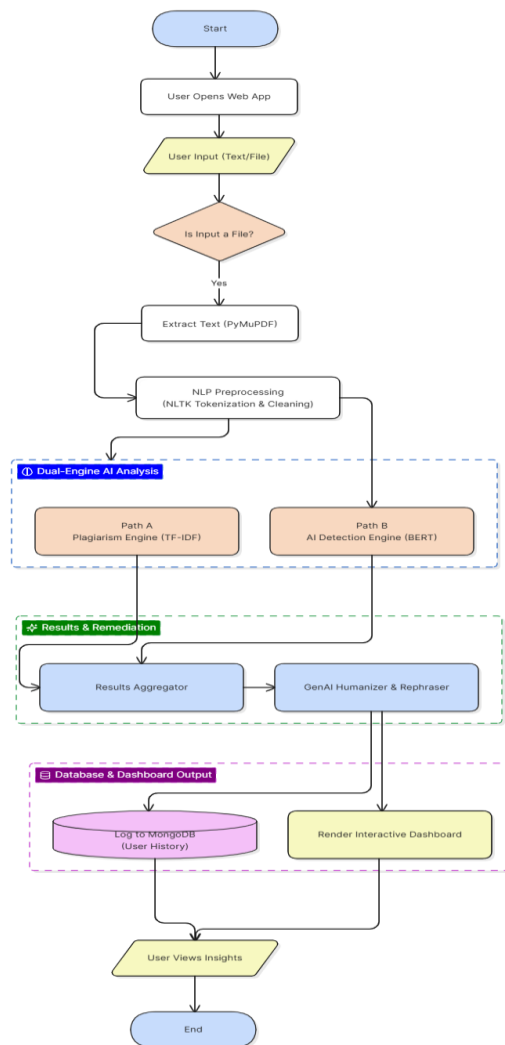 Start
User Opens Web App
User Input (Text/File)
Is Input a File?
Yes
Extract Text (PyMuPDF)
NLP Preprocessing
(NLTK Tokenization & Cleaning)
Dual-Engine AI Analysis
Path A
Plagiarism Engine (TF-IDF)
Path B
AI Detection Engine (BERT)
Results & Remediation
Results Aggregator
GenAI Humanizer & Rephraser
Database & Dashboard Output
Log to MongoDB
(User History)
Render Interactive Dashboard
User Views Insights
End